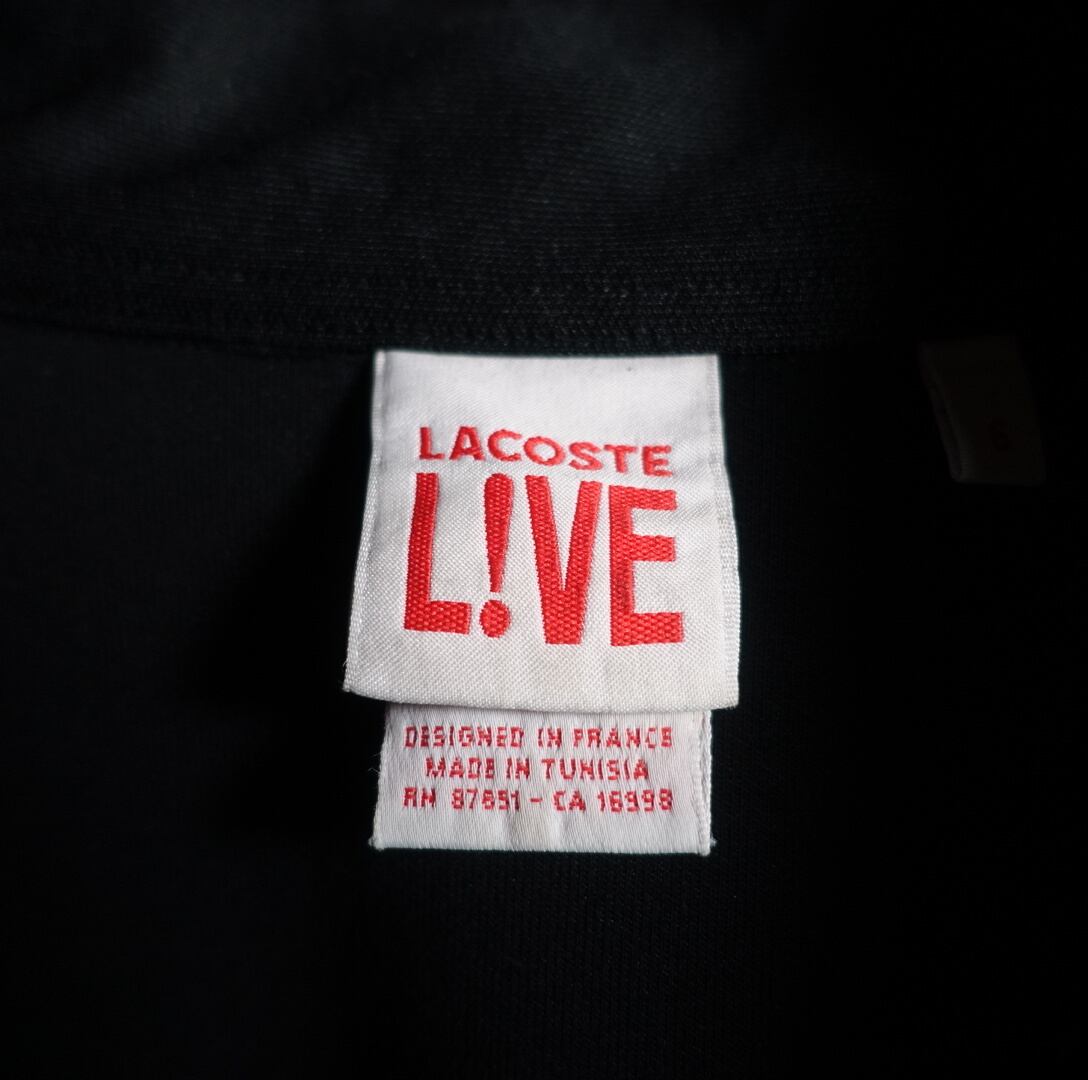 LACOSTE
L!VE
DESIGNED IN FRANCE
MADE IN TUNISIA
RN 87651 - CA 16998